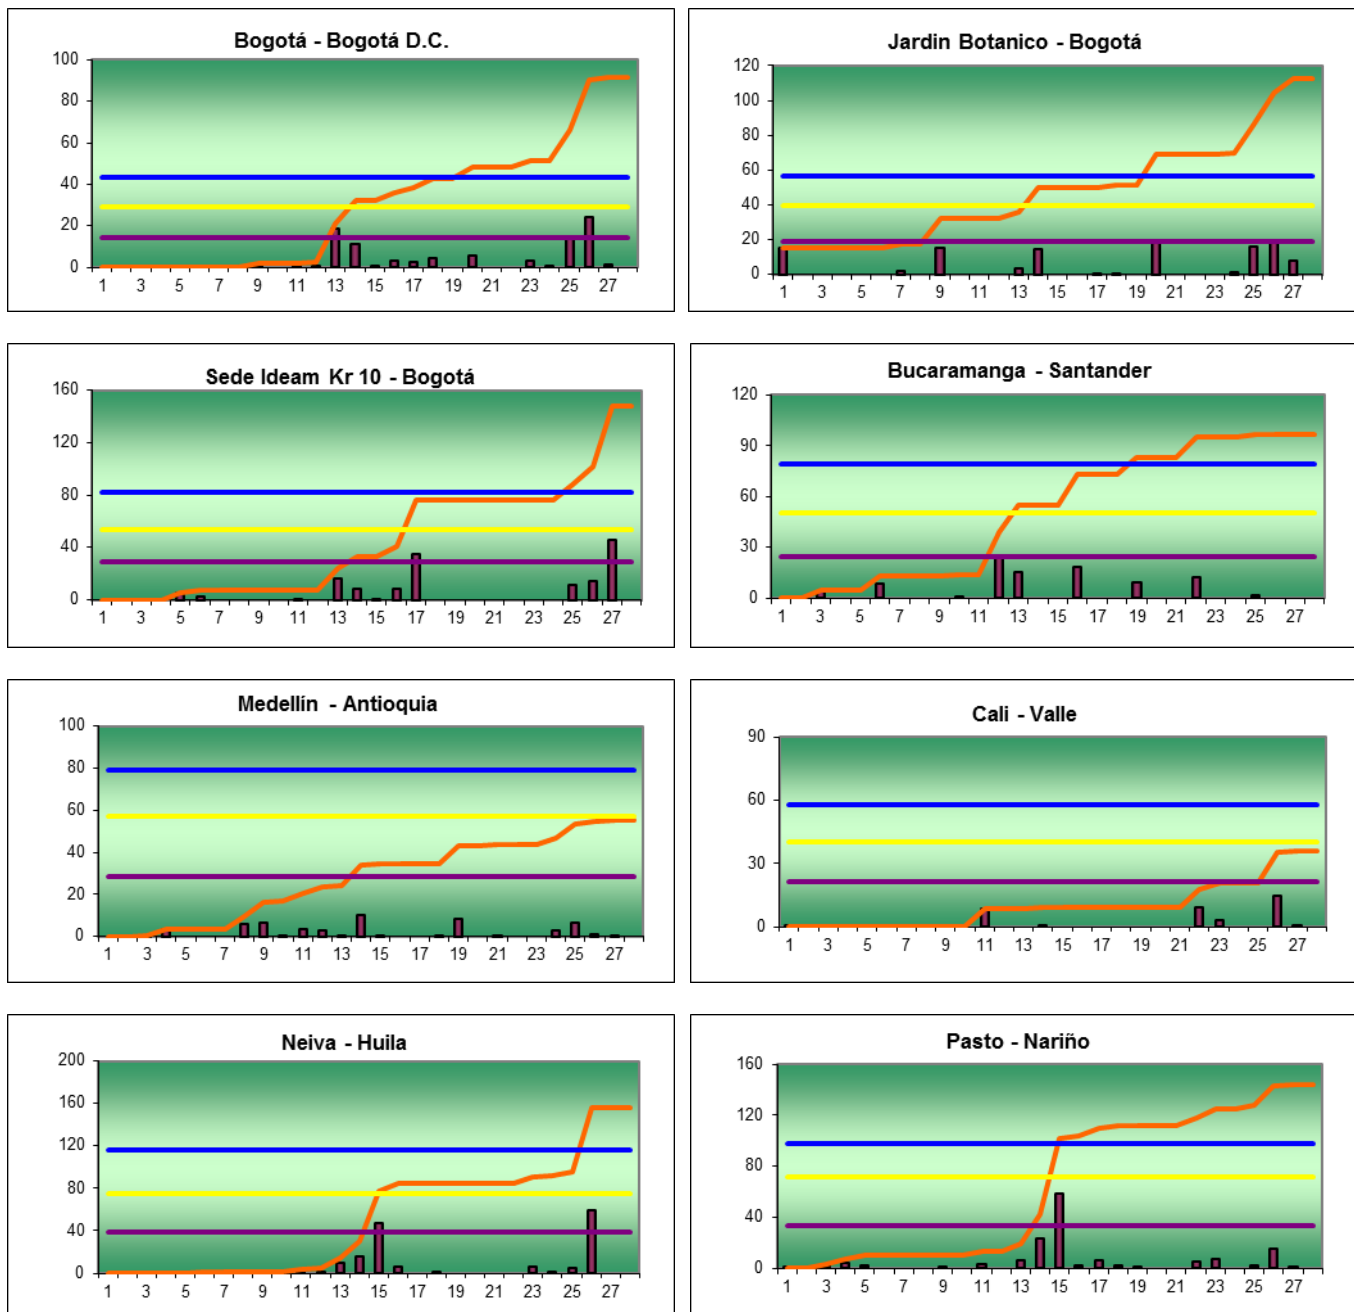 Bogotá - Bogotá D.C.
100
80
60
40
20
0
1 3 5 7 9 11 13 15 17 19 21 23 25 27
Jardin Botanico - Bogotá
120
100
80
60
40
20
0
1 3 5 7 9 11 13 15 17 19 21 23 25 27
Sede Ideam Kr 10 - Bogotá
160
120
80
40
0
1 3 5 7 9 11 13 15 17 19 21 23 25 27
Bucaramanga - Santander
120
90
60
30
0
1 3 5 7 9 11 13 15 17 19 21 23 25 27
Medellín - Antioquia
100
80
60
40
20
0
1 3 5 7 9 11 13 15 17 19 21 23 25 27
Cali - Valle
90
60
30
0
1 3 5 7 9 11 13 15 17 19 21 23 25 27
Neiva - Huila
200
160
120
80
40
0
1 3 5 7 9 11 13 15 17 19 21 23 25 27
Pasto - Nariño
160
120
80
40
0
1 3 5 7 9 11 13 15 17 19 21 23 25 27